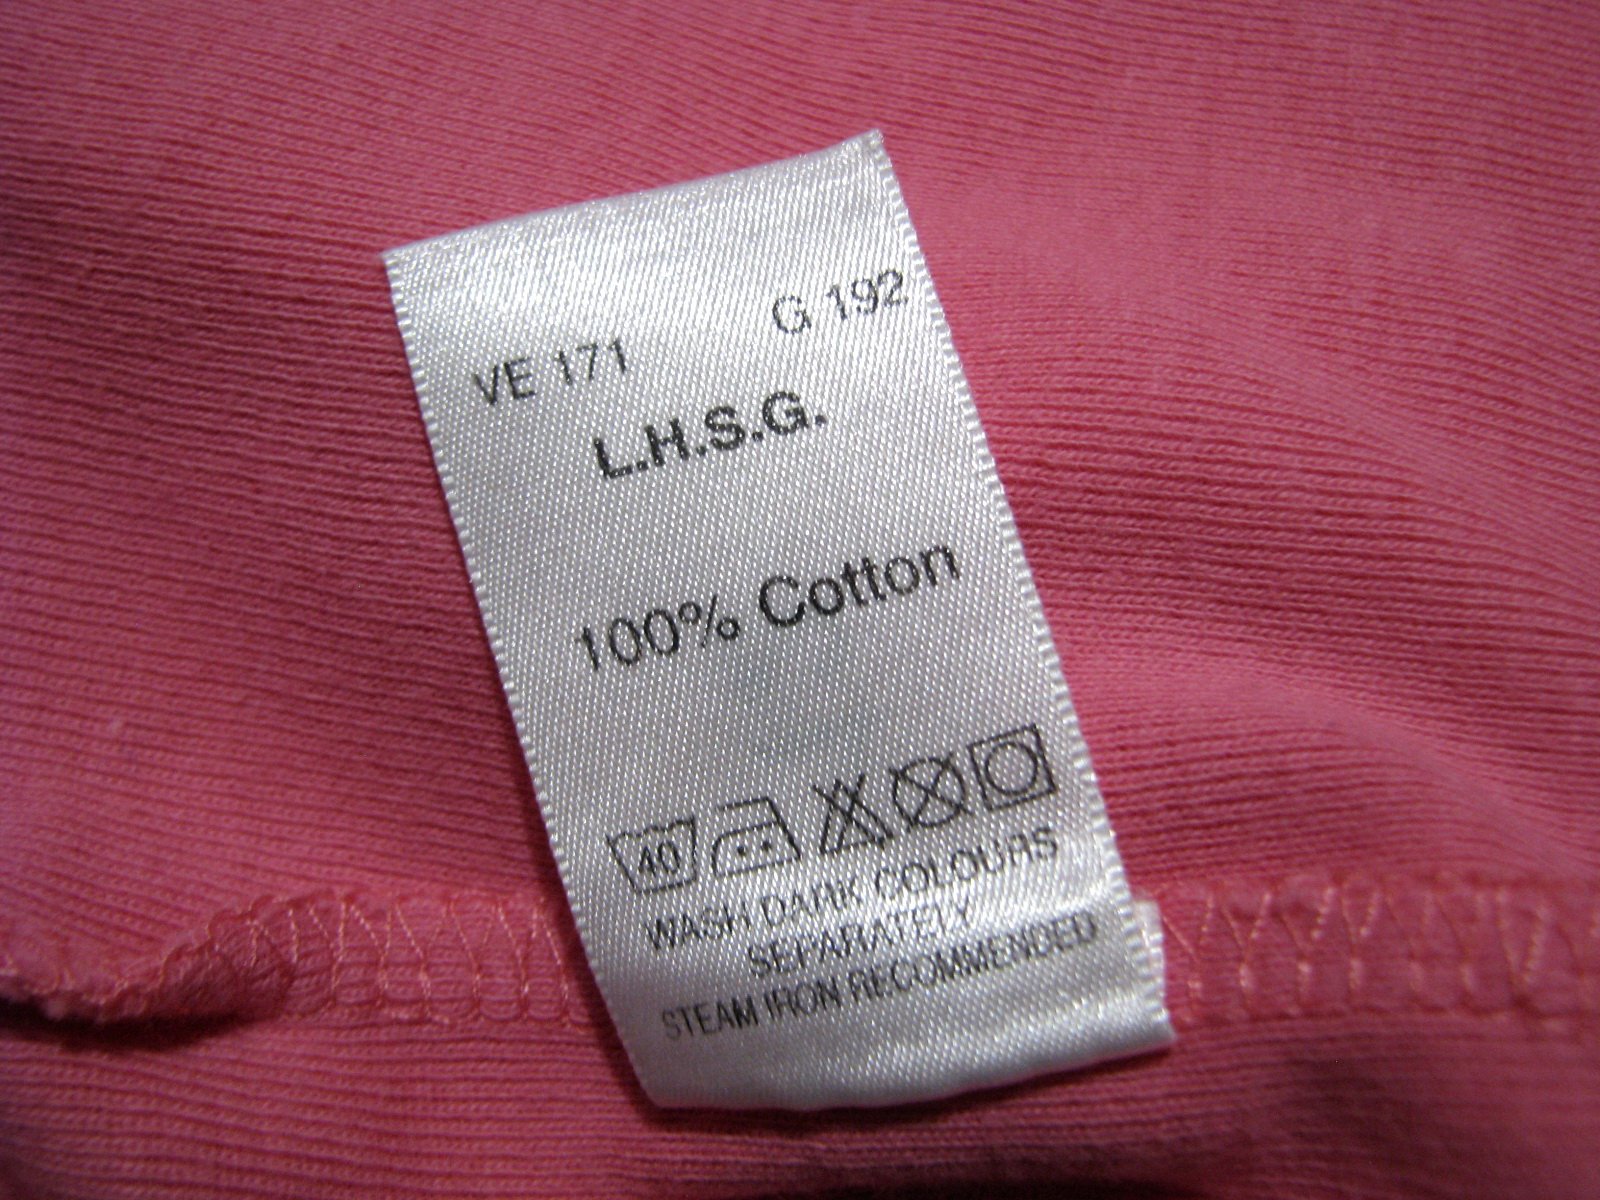 VE 171 G 192
L.H.S.G.
100% Cotton
40
WASH DARK COLOURS
SEPARATELY
STEAM IRON RECOMMENDED